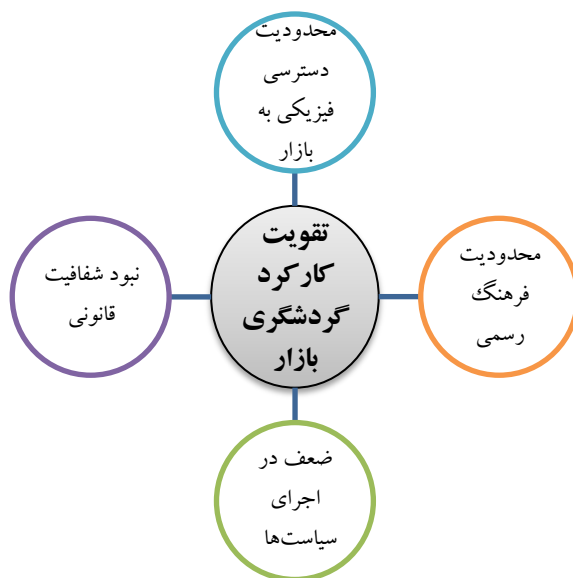 محدودیت
دسترسی
فیزیکی به
بازار
تقویت
کارکرد
گردشگری
بازار
محدودیت
فرهنگ
رسمی
نبود شفافیت
قانونی
ضعف در
اجرای
سیاست‌ها